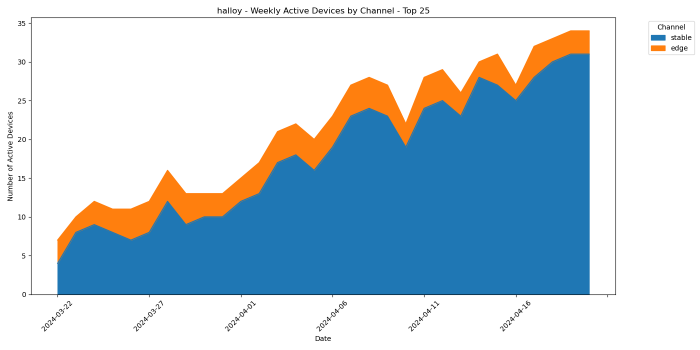 halloy - Weekly Active Devices by Channel - Top 25
Number of Active Devices
35
30
25
20
15
10
5
0
2024-03-22
2024-03-27
2024-04-01
2024-04-06
2024-04-11
2024-04-16
Date
Channel
stable
edge